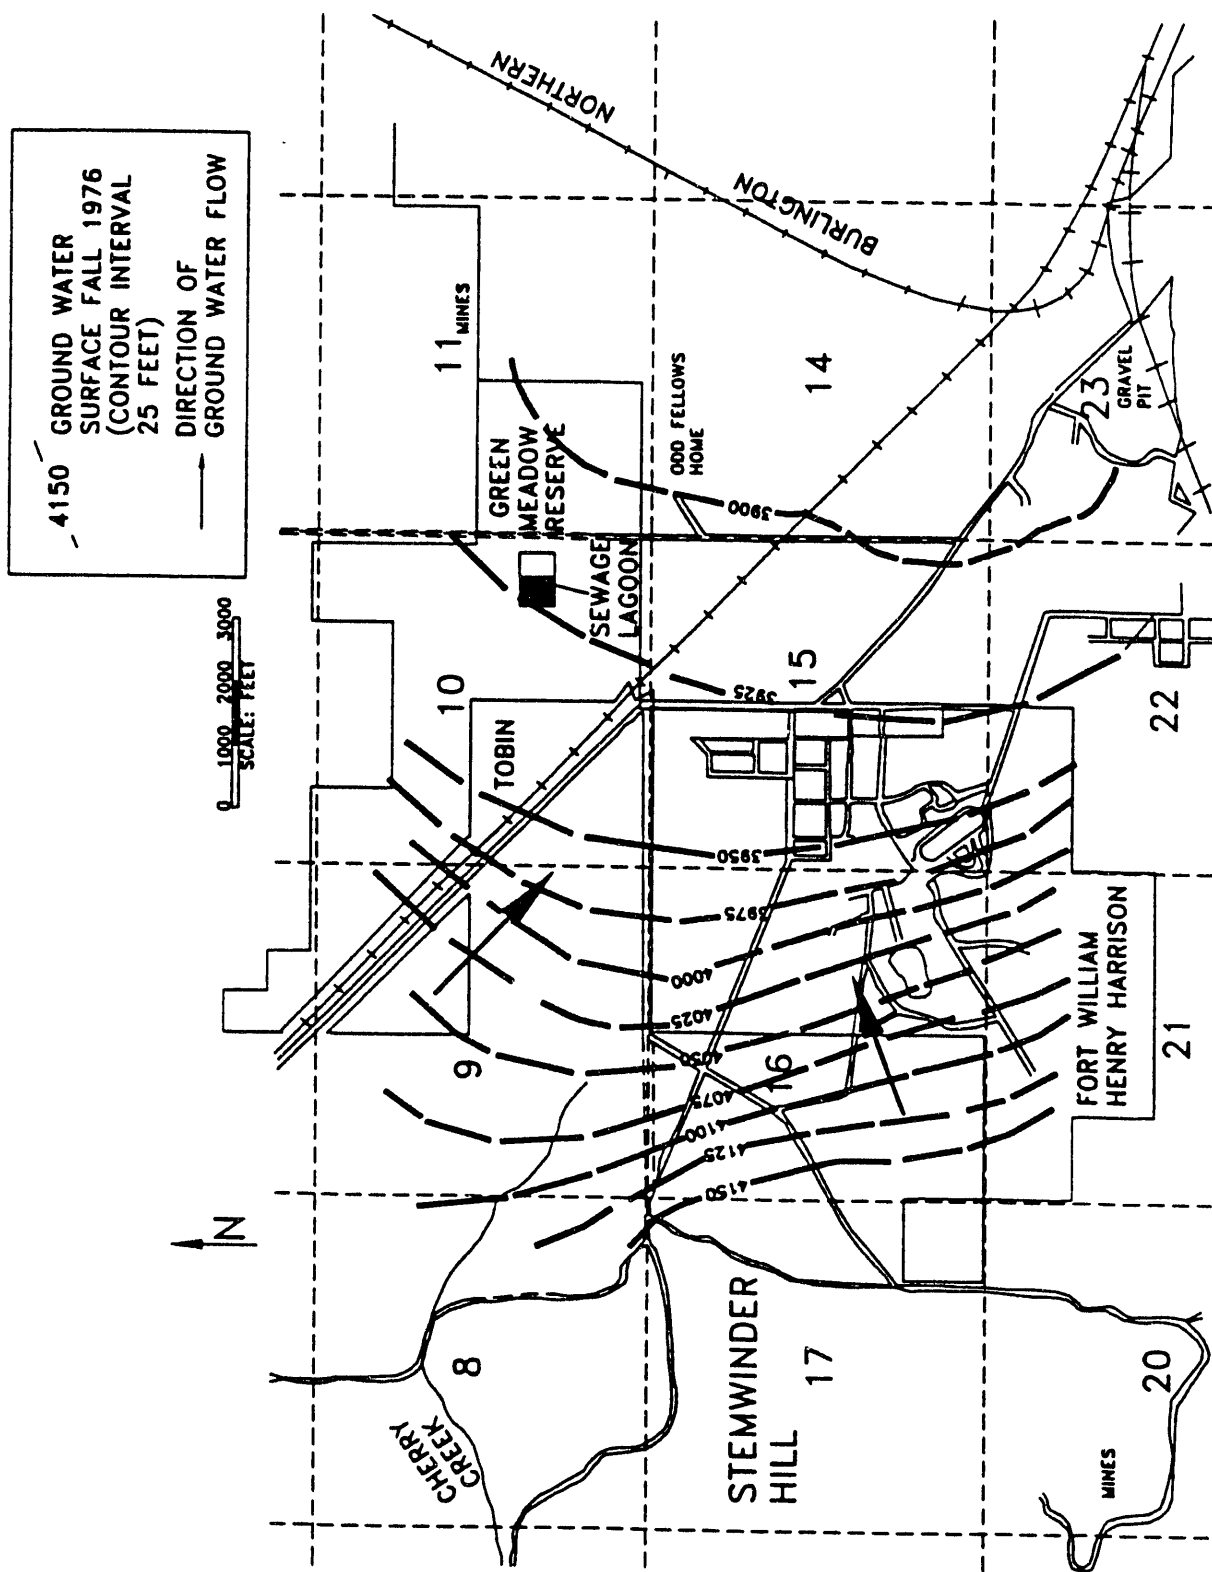 4150
GROUND WATER
SURFACE FALL 1976
(CONTOUR INTERVAL
25 FEET)
DIRECTION OF
GROUND WATER FLOW
0 1000 2000 3000
SCALE: FEET
N
NORTHERN
BURLINGTON
11
MINES
10
9
8
CHERRY
CREEK
TOBIN
GREEN
MEADOW
RESERVE
SEWAGE
LAGOON
ODD FELLOWS
HOME
14
15
16
17
STEMWINDER
HILL
3900
3925
3950
3975
4000
4025
4050
4075
4100
4125
4150
23
GRAVEL
PIT
22
21
20
FORT WILLIAM
HENRY HARRISON
MINES